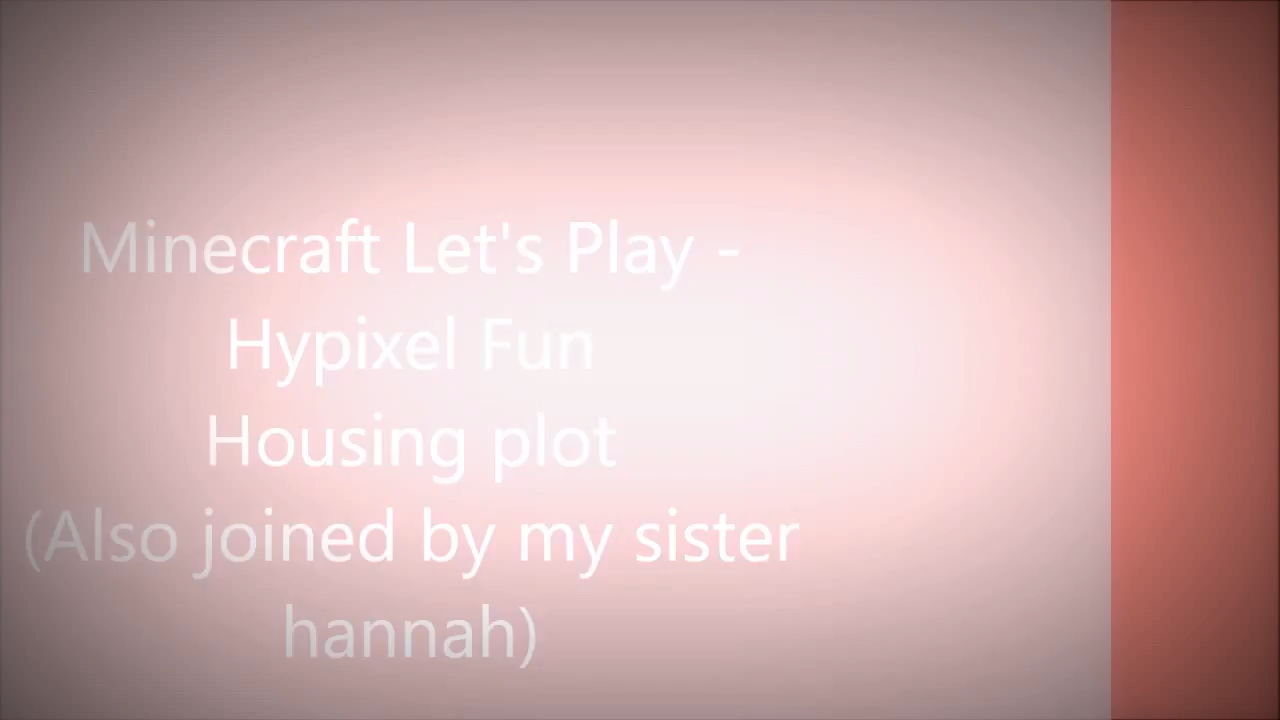 Minecraft Let's Play -
Hypixel Fun
Housing plot
(Also joined by my sister
hannah)